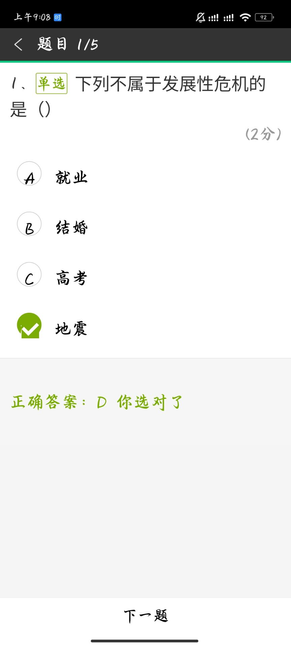 上午9:08
92
题目 1/5
1、单选 下列不属于发展性危机的
是（）
(2分)
A 就业
B 结婚
C 高考
地震
正确答案：D 你选对了
下一题